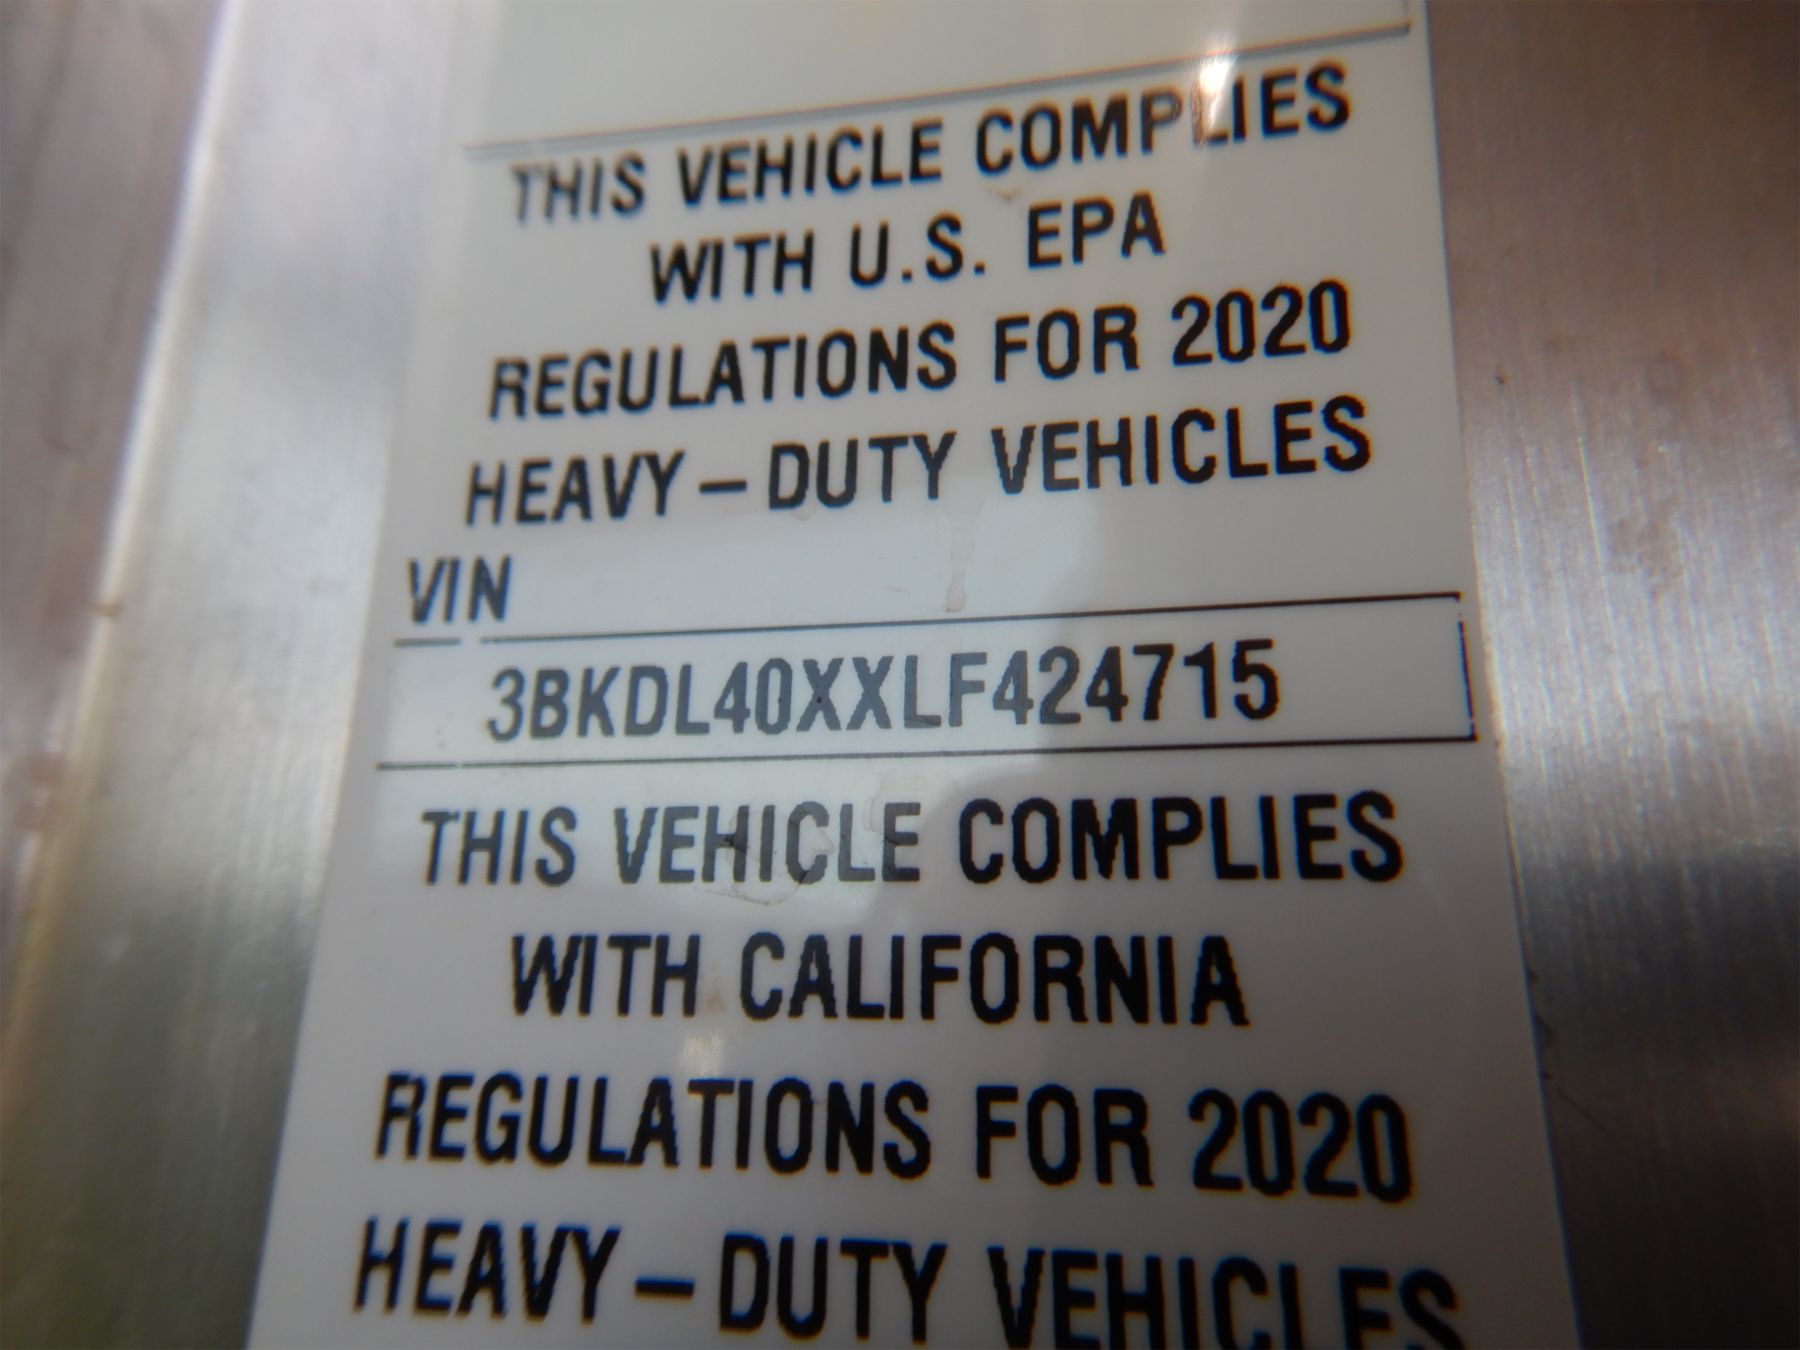 THIS VEHICLE COMPLIES
WITH U.S. EPA
REGULATIONS FOR 2020
HEAVY-DUTY VEHICLES
VIN
3BKDL40XXLF424715
THIS VEHICLE COMPLIES
WITH CALIFORNIA
REGULATIONS FOR 2020
HEAVY-DUTY VEHICLES